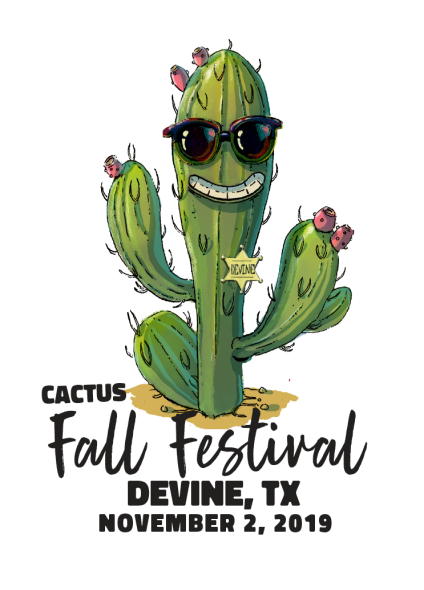 DEVINE
CACTUS
Fall Festival
DEVINE, TX
NOVEMBER 2, 2019